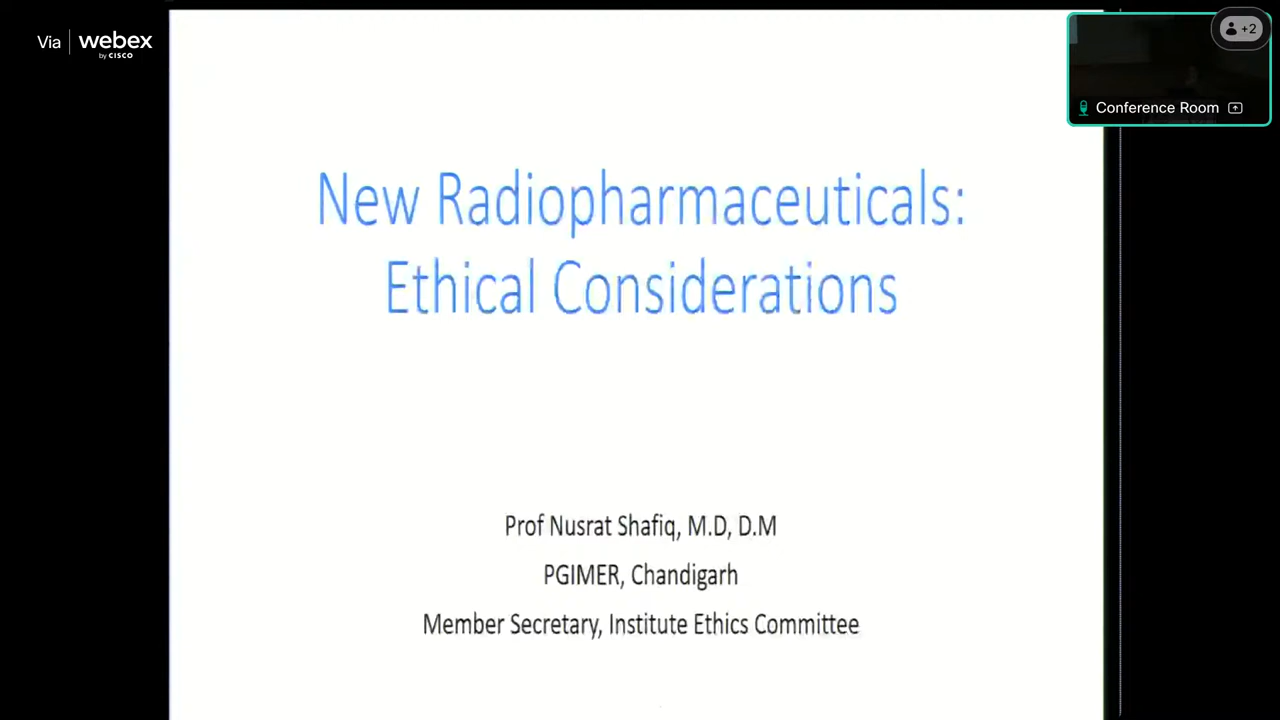 Via webex
by CISCO
+2
Conference Room
New Radiopharmaceuticals:
Ethical Considerations
Prof Nusrat Shafiq, M.D, D.M
PGIMER, Chandigarh
Member Secretary, Institute Ethics Committee